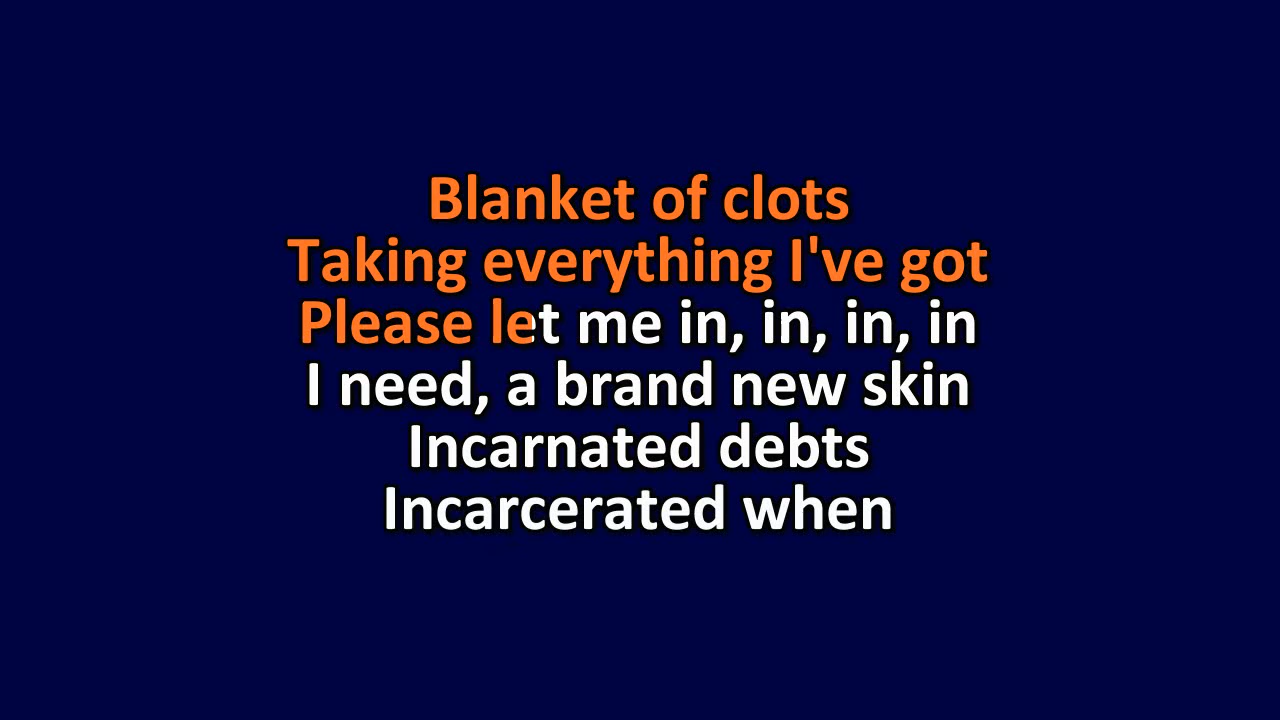 Blanket of clots
Taking everything I've got
Please let me in, in, in, in
I need, a brand new skin
Incarnated debts
Incarcerated when